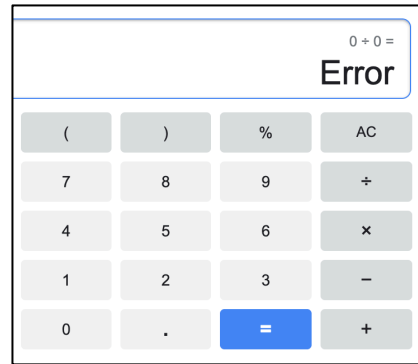 0 ÷ 0 =
Error
( ) % AC
7 8 9 ÷
4 5 6 ×
1 2 3 −
0 . = +